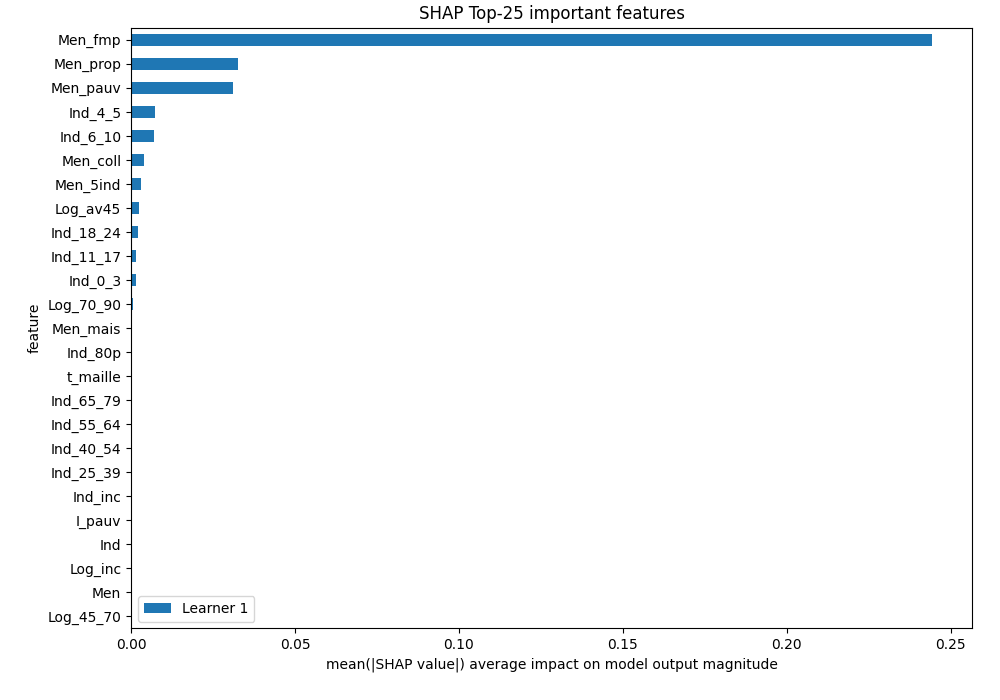 SHAP Top-25 important features
Men_fmp
Men_prop
Men_pauv
Ind_4_5
Ind_6_10
Men_coll
Men_5ind
Log_av45
Ind_18_24
Ind_11_17
Ind_0_3
Log_70_90
Men_mais
Ind_80p
t_maille
Ind_65_79
Ind_55_64
Ind_40_54
Ind_25_39
Ind_inc
I_pauv
Ind
Log_inc
Men
Log_45_70
feature
Learner 1
0.00 0.05 0.10 0.15 0.20 0.25
mean(|SHAP value|) average impact on model output magnitude